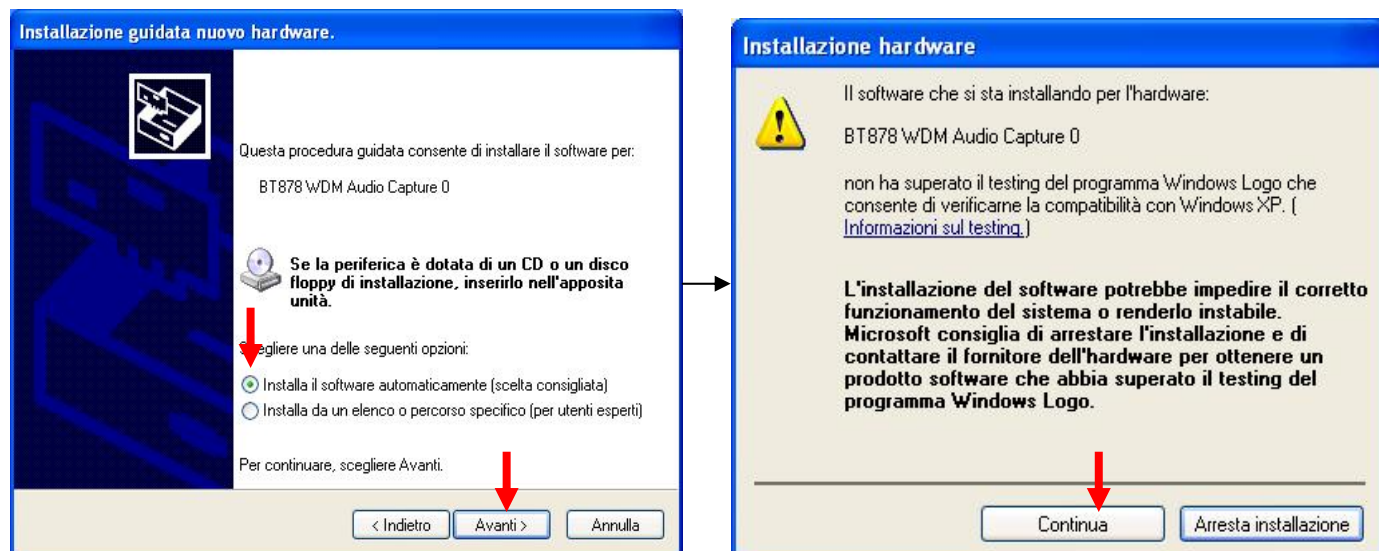 Installazione guidata nuovo hardware.
Questa procedura guidata consente di installare il software per:
BT878 WDM Audio Capture 0
Se la periferica è dotata di un CD o un disco
floppy di installazione, inserirlo nell'apposita
unità.
una delle seguenti opzioni:
Installa il software automaticamente (scelta consigliata)
Installa da un elenco o percorso specifico (per utenti esperti)
Per continuare, scegliere Avanti.
< Indietro
Avanti >
Annulla
Installazione hardware
Il software che si sta installando per l'hardware:
BT878 WDM Audio Capture 0
non ha superato il testing del programma Windows Logo che
consente di verificarne la compatibilità con Windows XP. (
Informazioni sul testing.)
L'installazione del software potrebbe impedire il corretto
funzionamento del sistema o renderlo instabile.
Microsoft consiglia di arrestare l'installazione e di
contattare il fornitore dell'hardware per ottenere un
prodotto software che abbia superato il testing del
programma Windows Logo.
Continua
Arresta installazione